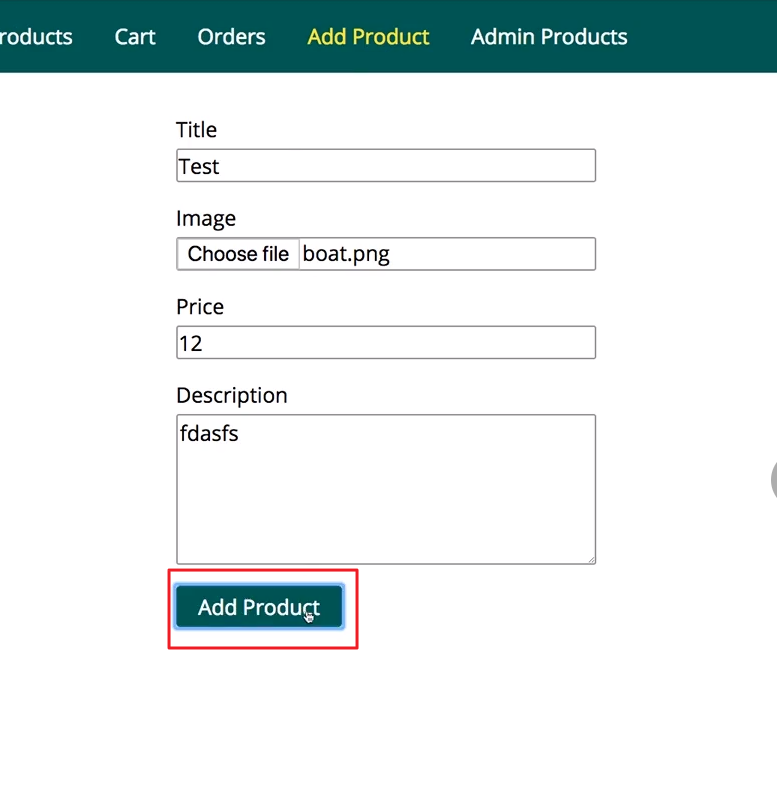 roducts Cart Orders Add Product Admin Products
Title
Test
Image
Choose file boat.png
Price
12
Description
fdasfs
Add Product